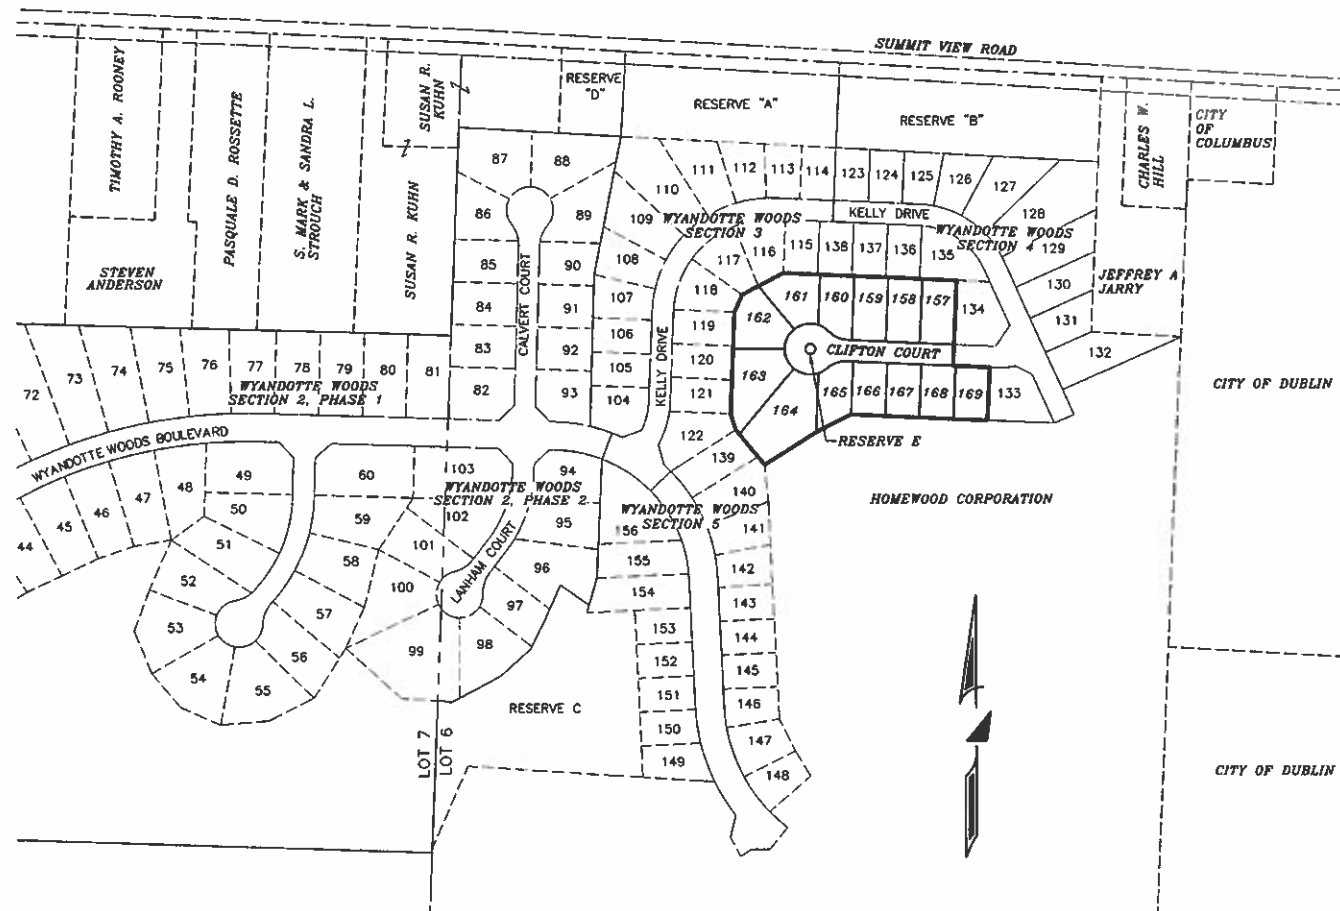 SUMMIT VIEW ROAD
TIMOTHY A. ROONEY
PASQUALE D. ROSSETTE
S. MARK & SANDRA L.
STROUCH
SUSAN R.
KUHN
SUSAN R. KUHN
STEVEN
ANDERSON
RESERVE
"D"
RESERVE "A"
RESERVE "B"
CHARLES W.
HILL
CITY
OF
COLUMBUS
JEFFREY A
JARRY
CITY OF DUBLIN
CITY OF DUBLIN
87 88
86 89
85 90
84 91
83 92
82 93
CALVERT COURT
110 111 112 113 114 123 124 125 126 127
109 108 107 106 105 104
128 129 130 131 132
KELLY DRIVE
KELLY DRIVE
WYANDOTTE WOODS
SECTION 3
WYANDOTTE WOODS
SECTION 4
117 116 115 138 137 136 135
118 119 120 121 122
134 133
161 160 159 158 157
162 163 164
165 166 167 168 169
CLIFTON COURT
RESERVE E
HOMEWOOD CORPORATION
72 73 74 75 76 77 78 79 80 81
WYANDOTTE WOODS
SECTION 2, PHASE 1
WYANDOTTE WOODS BOULEVARD
44 45 46 47 48 49
50 51 52 53 54 55 56 57 58 59 60
103
94
WYANDOTTE WOODS
SECTION 2, PHASE 2
102
95
101 100 99 98 97 96
LANHAM COURT
WYANDOTTE WOODS
SECTION 5
139 140 141 142 143 144 145 146 147 148
156 155 154 153 152 151 150 149
RESERVE C
LOT 7
LOT 6